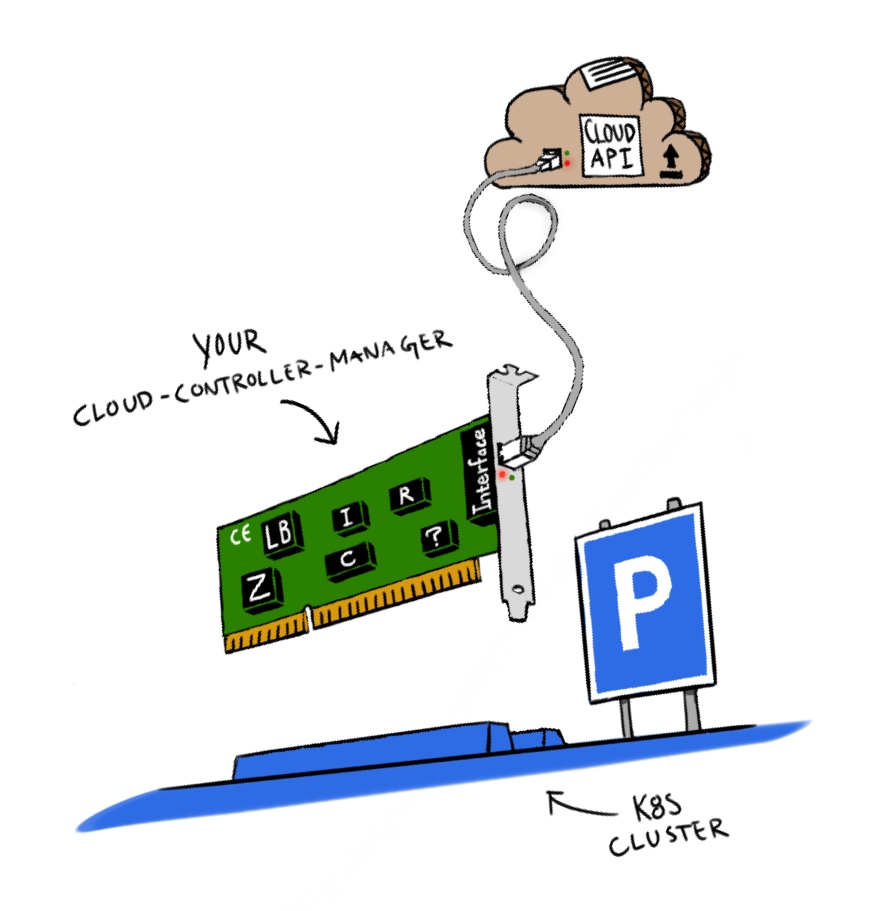 CLOUD
API
YOUR
CLOUD-CONTROLLER-MANAGER
Interface
CE
LB
I
R
Z
C
?
P
K8S
CLUSTER